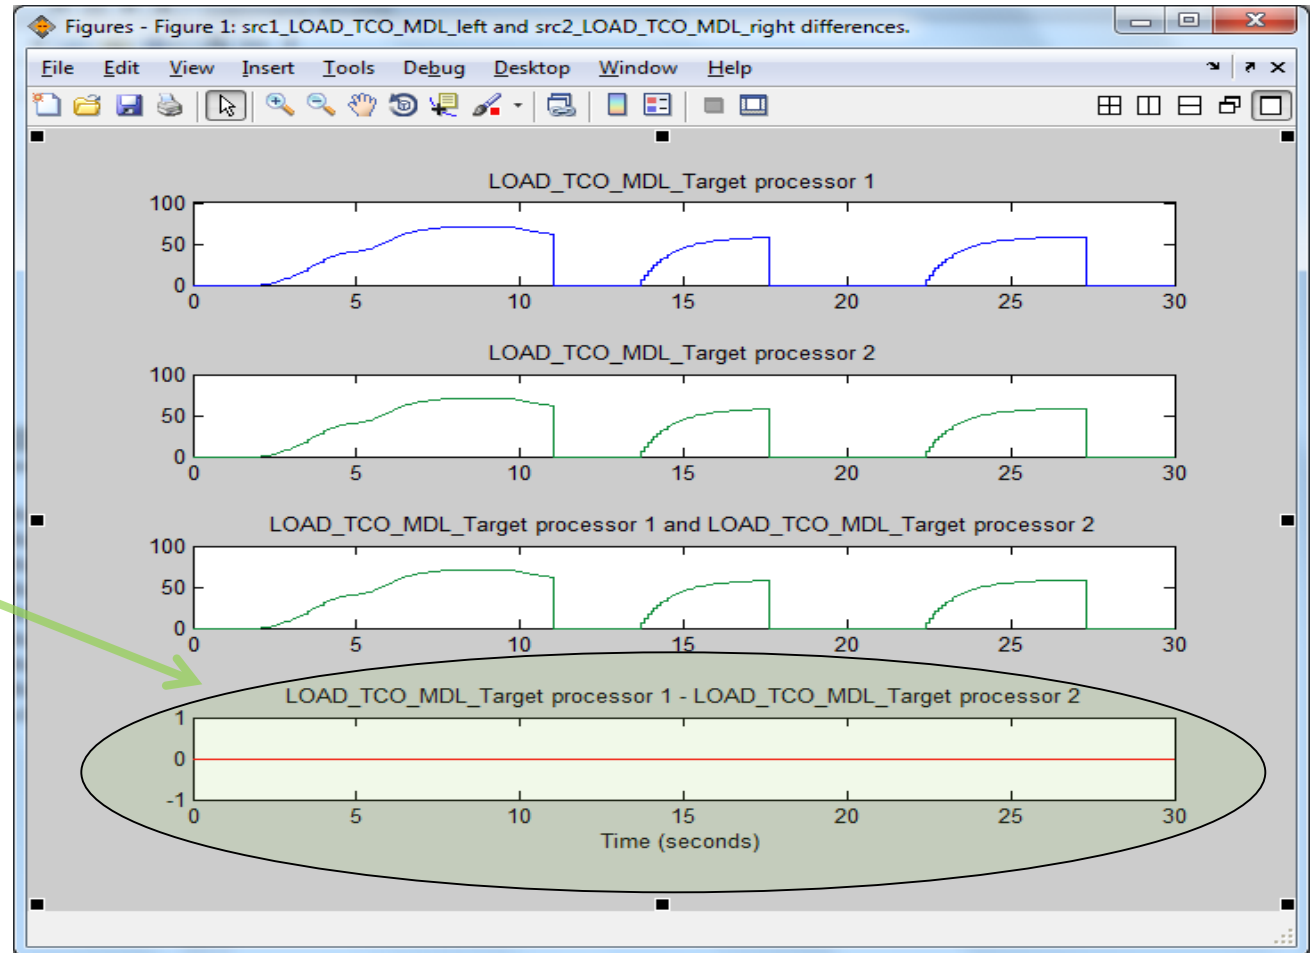 Figures - Figure 1: src1_LOAD_TCO_MDL_left and src2_LOAD_TCO_MDL_right differences.
File Edit View Insert Tools Debug Desktop Window Help
LOAD_TCO_MDL_Target processor 1
100
50
0
0 5 10 15 20 25 30
LOAD_TCO_MDL_Target processor 2
100
50
0
0 5 10 15 20 25 30
LOAD_TCO_MDL_Target processor 1 and LOAD_TCO_MDL_Target processor 2
100
50
0
0 5 10 15 20 25 30
LOAD_TCO_MDL_Target processor 1 - LOAD_TCO_MDL_Target processor 2
1
0
-1
0 5 10 15 20 25 30
Time (seconds)